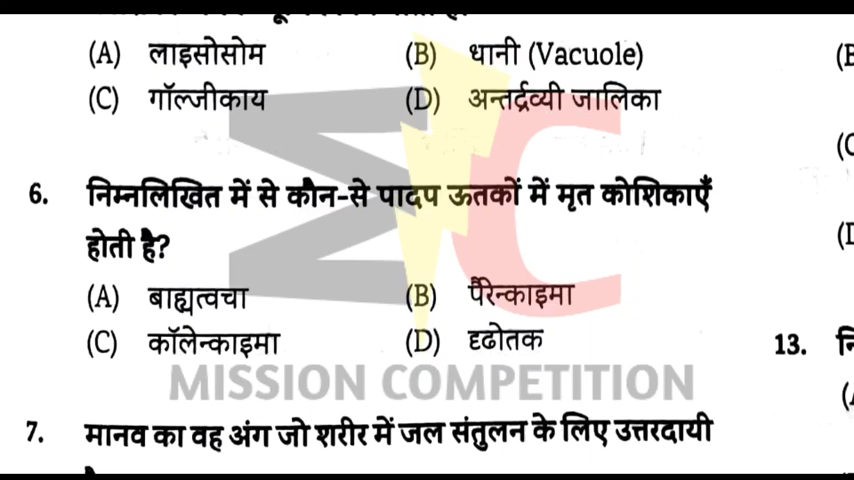 (A) लाइसोसोम (B) धानी (Vacuole)
(C) गॉल्जीकाय (D) अन्तर्द्रव्यी जालिका
6. निम्नलिखित में से कौन-से पादप ऊतकों में मृत कोशिकाएँ
होती है?
(A) बाह्यत्वचा (B) पैरेन्काइमा
(C) कॉलेन्काइमा (D) दृढोतक
MISSION COMPETITION
7. मानव का वह अंग जो शरीर में जल संतुलन के लिए उत्तरदायी
13.